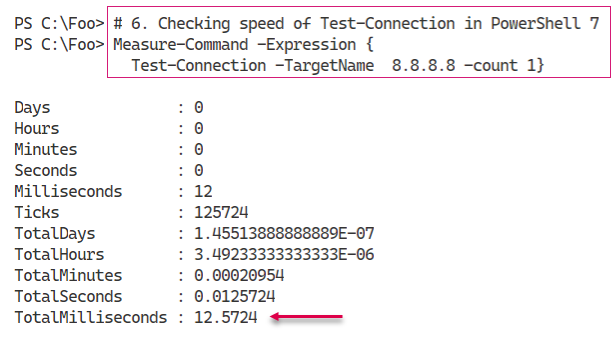 PS C:\Foo> # 6. Checking speed of Test-Connection in PowerShell 7
PS C:\Foo> Measure-Command -Expression {
Test-Connection -TargetName  8.8.8.8 -count 1}
Days              : 0
Hours             : 0
Minutes           : 0
Seconds           : 0
Milliseconds      : 12
Ticks             : 125724
TotalDays         : 1.45513888888889E-07
TotalHours        : 3.49233333333333E-06
TotalMinutes      : 0.00020954
TotalSeconds      : 0.0125724
TotalMilliseconds : 12.5724